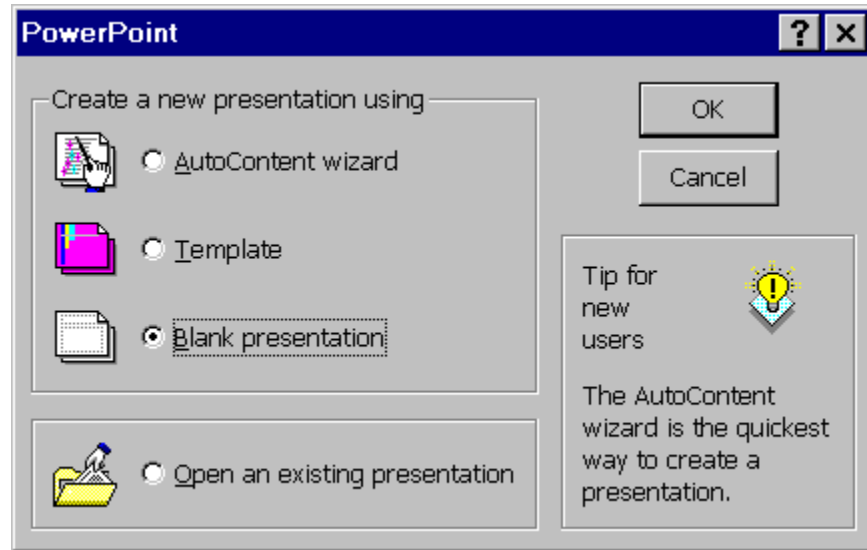 PowerPoint
Create a new presentation using
AutoContent wizard
Template
Blank presentation
Open an existing presentation
OK
Cancel
Tip for
new
users
The AutoContent
wizard is the quickest
way to create a
presentation.